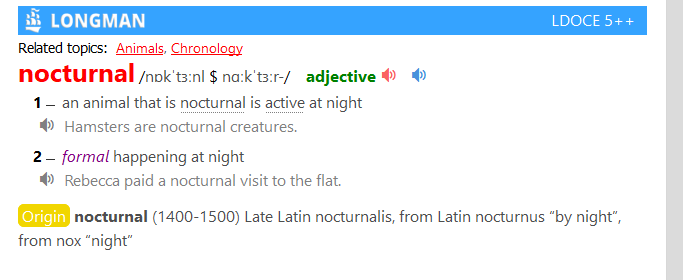 LONGMAN LDOCE 5++
Related topics: Animals, Chronology
nocturnal /nɒkˈtɜːnl $ nɑːkˈtɜːr-/ adjective
1 – an animal that is nocturnal is active at night
Hamsters are nocturnal creatures.
2 – formal happening at night
Rebecca paid a nocturnal visit to the flat.
Origin nocturnal (1400-1500) Late Latin nocturnalis, from Latin nocturnus “by night”,
from nox “night”